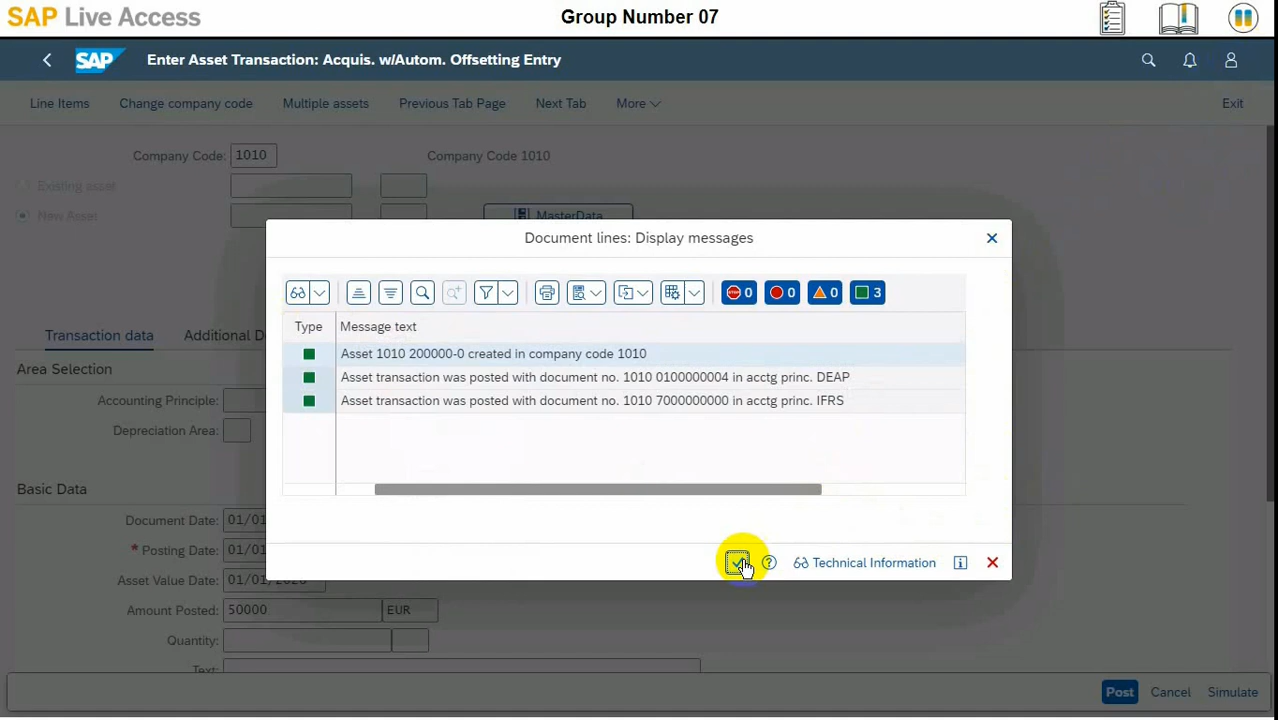 SAP Live Access
Group Number 07
SAP
Enter Asset Transaction: Acquis. w/Autom. Offsetting Entry
Line Items
Change company code
Multiple assets
Previous Tab Page
Next Tab
More
Exit
Company Code: 1010
Company Code 1010
Existing asset
New Asset
MasterData
Document lines: Display messages
STOP 0
0
0
3
Type
Message text
Asset 1010 200000-0 created in company code 1010
Asset transaction was posted with document no. 1010 0100000004 in acctg princ. DEAP
Asset transaction was posted with document no. 1010 7000000000 in acctg princ. IFRS
Technical Information
Transaction data
Additional D
Area Selection
Accounting Principle:
Depreciation Area:
Basic Data
Document Date: 01/01
* Posting Date: 01/01
Asset Value Date: 01/01/
Amount Posted: 50000 EUR
Quantity:
Text:
Post
Cancel
Simulate